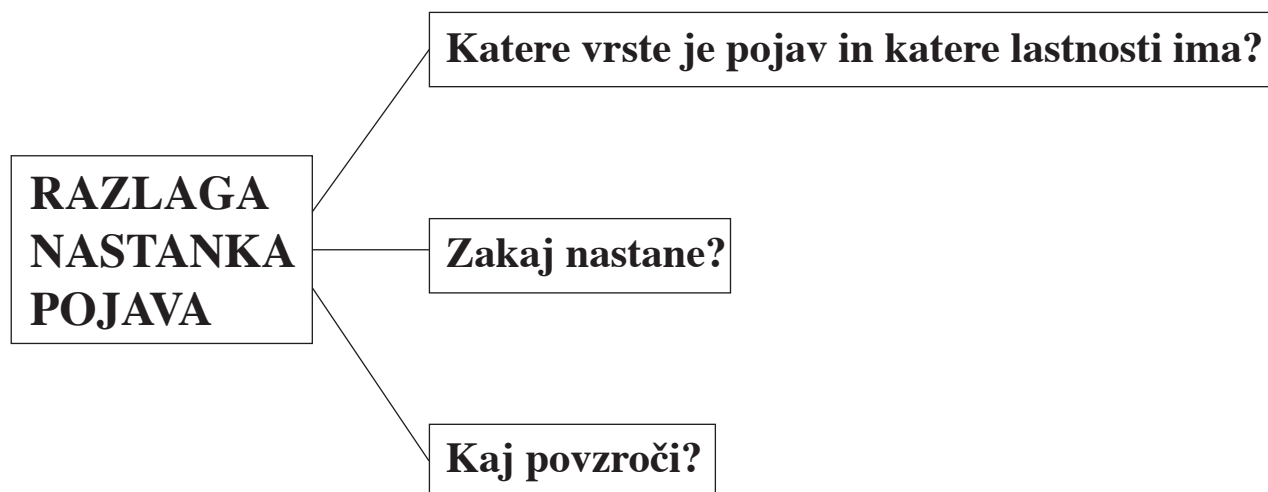 Katere vrste je pojav in katere lastnosti ima?
RAZLAGA
NASTANKA
POJAVA
Zakaj nastane?
Kaj povzroči?